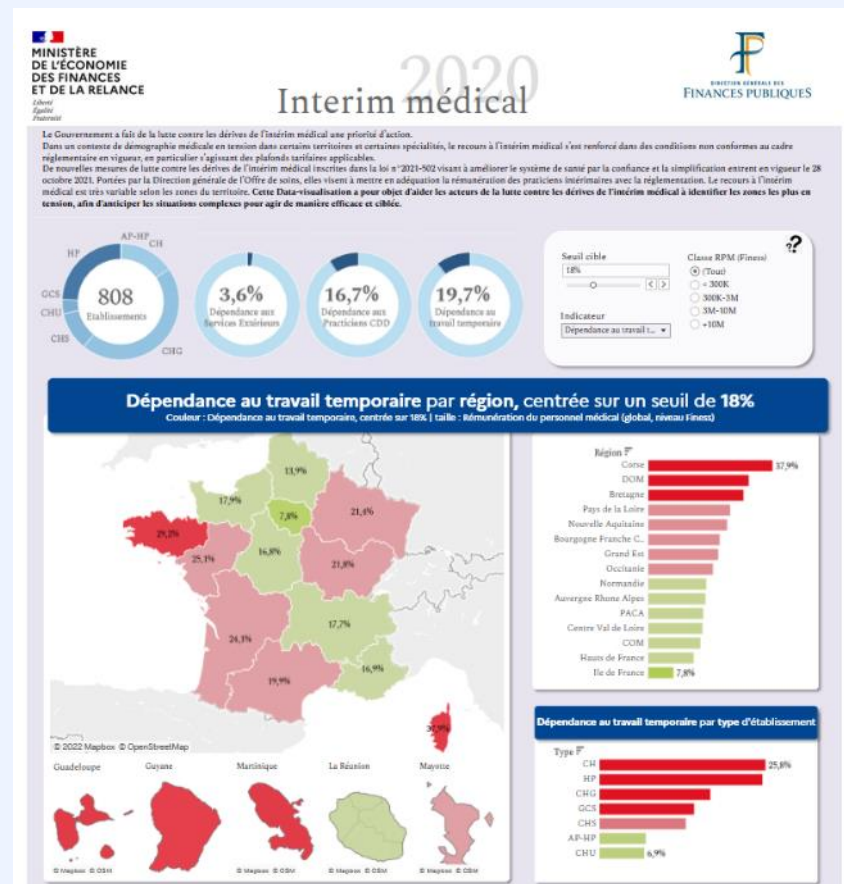 MINISTÈRE
DE L'ÉCONOMIE
DES FINANCES
ET DE LA RELANCE
Liberté
Égalité
Fraternité
2020
Interim médical
DIRECTION GÉNÉRALE DES
FINANCES PUBLIQUES
Le Gouvernement a fait de la lutte contre les dérives de l'intérim médical une priorité d'action.
Dans un contexte de démographie médicale en tension dans certains territoires et certaines spécialités, le recours à l'intérim médical s'est renforcé dans des conditions non conformes au cadre
réglementaire en vigueur, en particulier s'agissant des plafonds tarifaires applicables.
De nouvelles mesures de lutte contre les dérives de l'intérim médical inscrites dans la loi n°2021-502 visant à améliorer le système de santé par la confiance et la simplification entrent en vigueur le 28
octobre 2021. Portées par la Direction générale de l'Offre de soins, elles visent à mettre en adéquation la rémunération des praticiens intérimaires avec la réglementation. Le recours à l'intérim
médical est très variable selon les zones du territoire. Cette Data-visualisation a pour objet d'aider les acteurs de la lutte contre les dérives de l'intérim médical à identifier les zones les plus en
tension, afin d'anticiper les situations complexes pour agir de manière efficace et ciblée.
AP-HP
CH
HP
GCS
CHU
CHS
CHG
808
Etablissements
3,6%
Dépendance aux
Services Extérieurs
16,7%
Dépendance aux
Practiciens CDD
19,7%
Dépendance au
travail temporaire
Seuil cible
18%
Indicateur
Dépendance au travail t...
Classe RPM (Finess)
(Tout)
< 300K
300K-3M
3M-10M
+10M
?
Dépendance au travail temporaire par région, centrée sur un seuil de 18%
Couleur : Dépendance au travail temporaire, centrée sur 18% | taille : Rémunération du personnel médical (global, niveau Finess)
13,9%
17,9%
7,8%
21,4%
29,2%
25,1%
16,8%
21,8%
24,1%
17,7%
19,9%
16,9%
37,9%
© 2022 Mapbox © OpenStreetMap
Guadeloupe
Guyane
Martinique
La Réunion
Mayotte
© Mapbox © OSM
© Mapbox © OSM
© Mapbox © OSM
© Mapbox © OSM
© Mapbox © OSM
Région
Corse
37,9%
DOM
Bretagne
Pays de la Loire
Nouvelle Aquitaine
Bourgogne Franche C..
Grand Est
Occitanie
Normandie
Auvergne Rhone Alpes
PACA
Centre Val de Loire
COM
Hauts de France
Ile de France
7,8%
Dépendance au travail temporaire par type d'établissement
Type
CH
25,8%
HP
CHG
GCS
CHS
AP-HP
CHU
6,9%